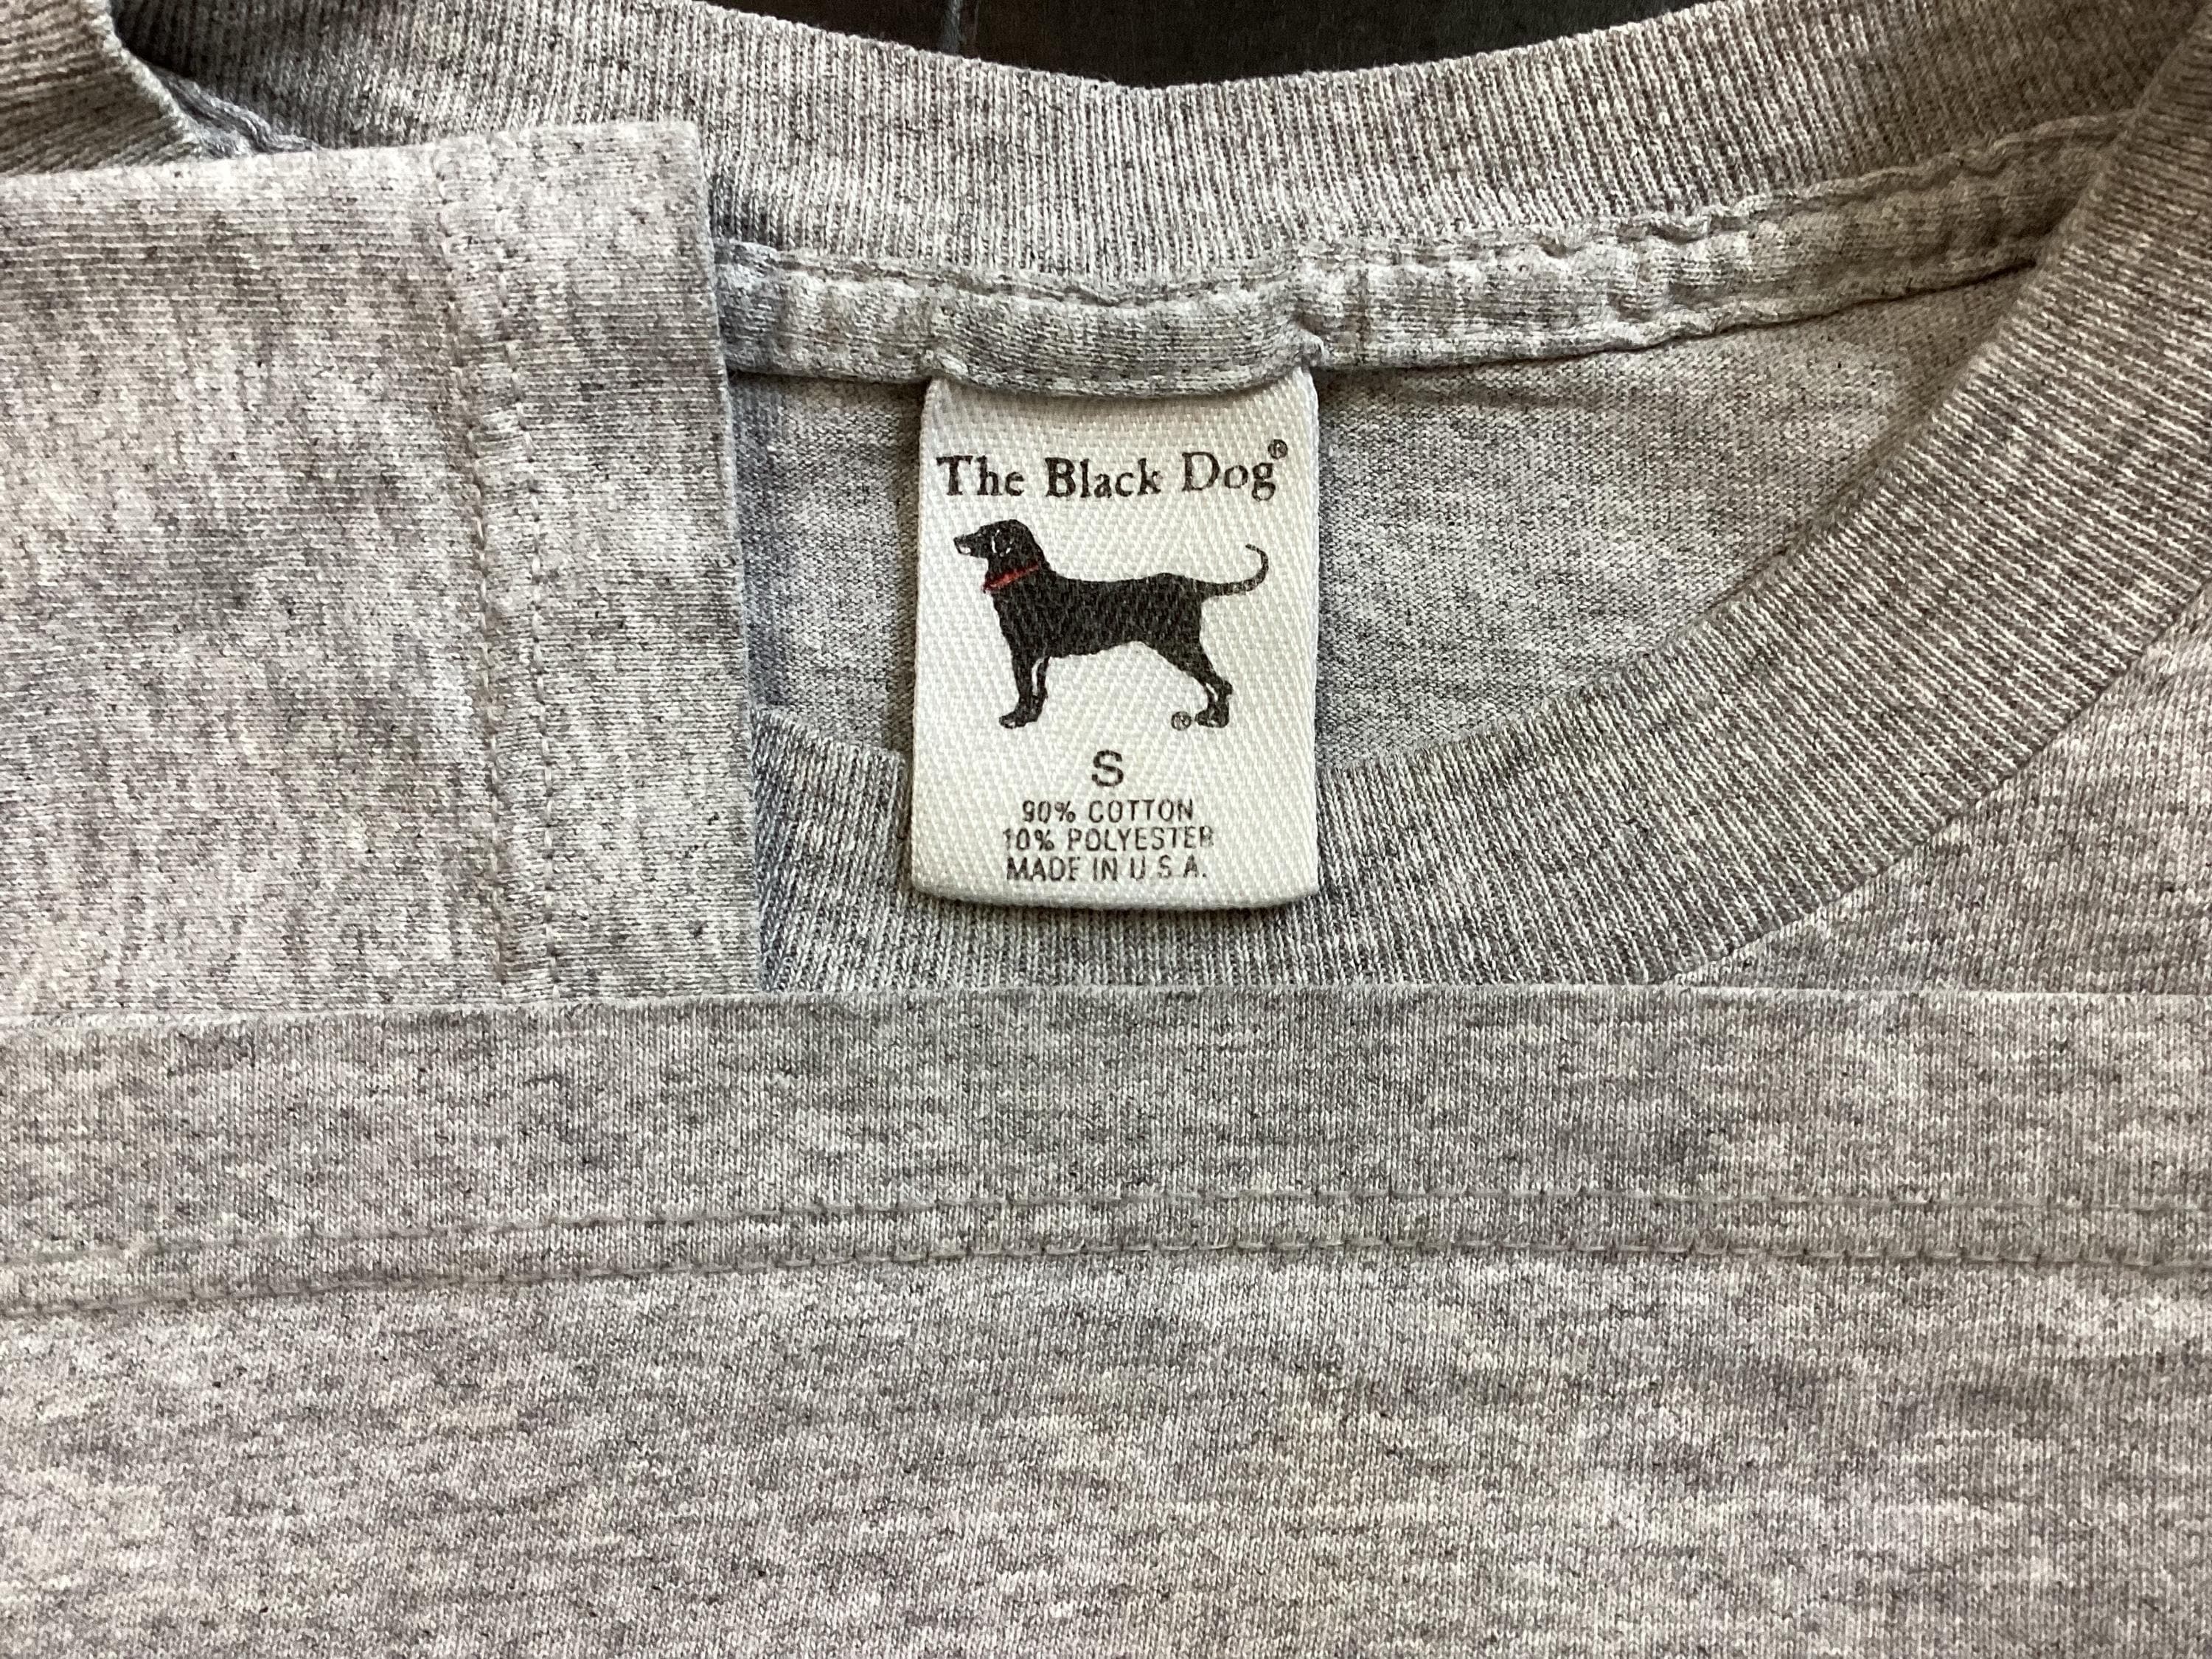 The Black Dog®
®
S
90% COTTON
10% POLYESTER
MADE IN U.S.A.